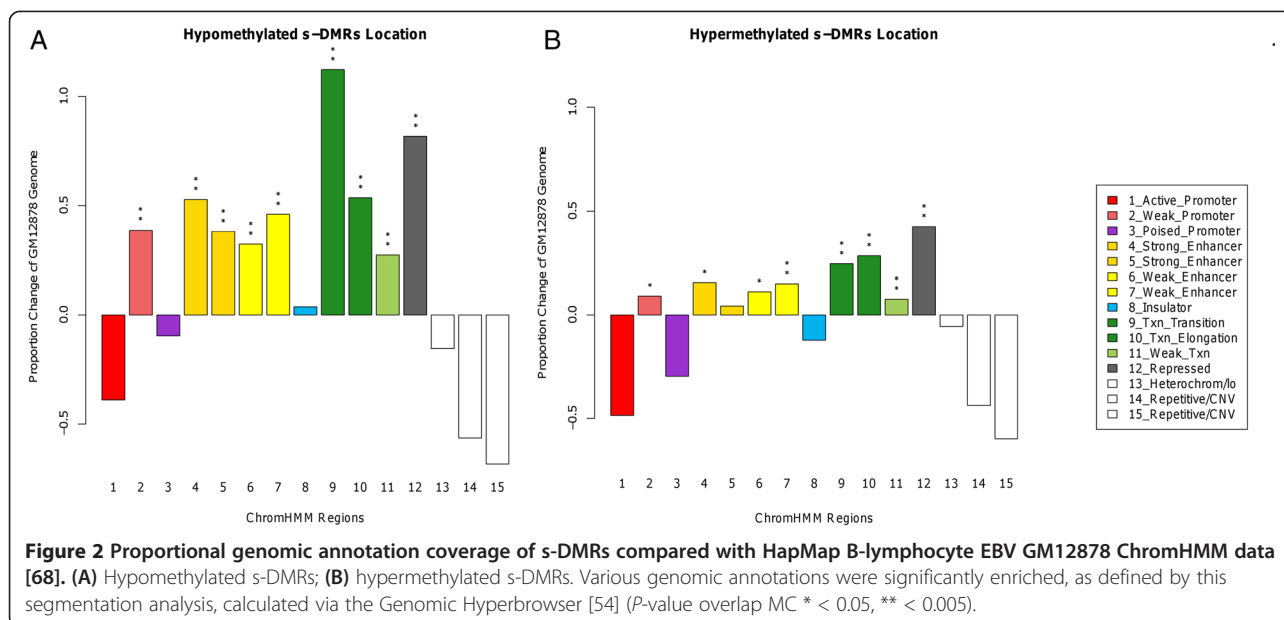 A
Hypomethylated s−DMRs Location
Proportion Change of GM12878 Genome
1.0
0.5
0.0
−0.5
** ** ** ** ** ** ** ** **
1 2 3 4 5 6 7 8 9 10 11 12 13 14 15
ChromHMM Regions
B
Hypermethylated s−DMRs Location
Proportion Change of GM12878 Genome
1.0
0.5
0.0
−0.5
* * * ** ** ** ** **
1 2 3 4 5 6 7 8 9 10 11 12 13 14 15
ChromHMM Regions
1_Active_Promoter
2_Weak_Promoter
3_Poised_Promoter
4_Strong_Enhancer
5_Strong_Enhancer
6_Weak_Enhancer
7_Weak_Enhancer
8_Insulator
9_Txn_Transition
10_Txn_Elongation
11_Weak_Txn
12_Repressed
13_Heterochrom/lo
14_Repetitive/CNV
15_Repetitive/CNV
Figure 2 Proportional genomic annotation coverage of s-DMRs compared with HapMap B-lymphocyte EBV GM12878 ChromHMM data
[68]. (A) Hypomethylated s-DMRs; (B) hypermethylated s-DMRs. Various genomic annotations were significantly enriched, as defined by this
segmentation analysis, calculated via the Genomic Hyperbrowser [54] (P-value overlap MC * < 0.05, ** < 0.005).